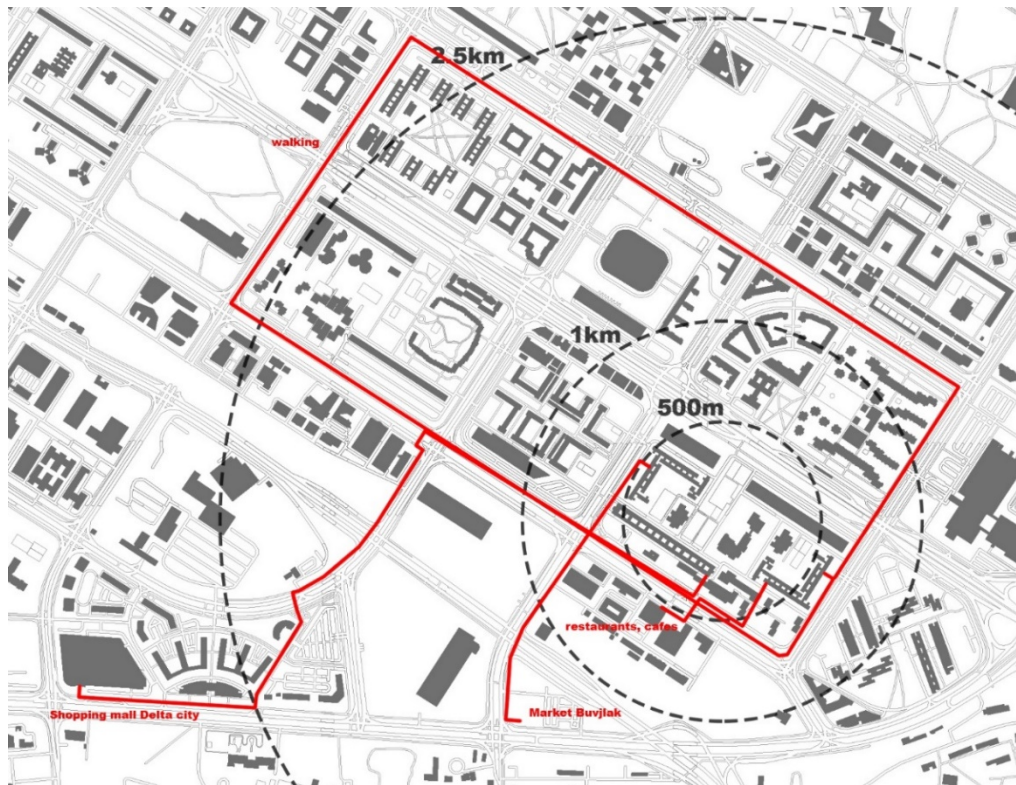 2.5km
walking
1km
500m
restaurants, cafes
Shopping mall Delta city
Market Buvjlak